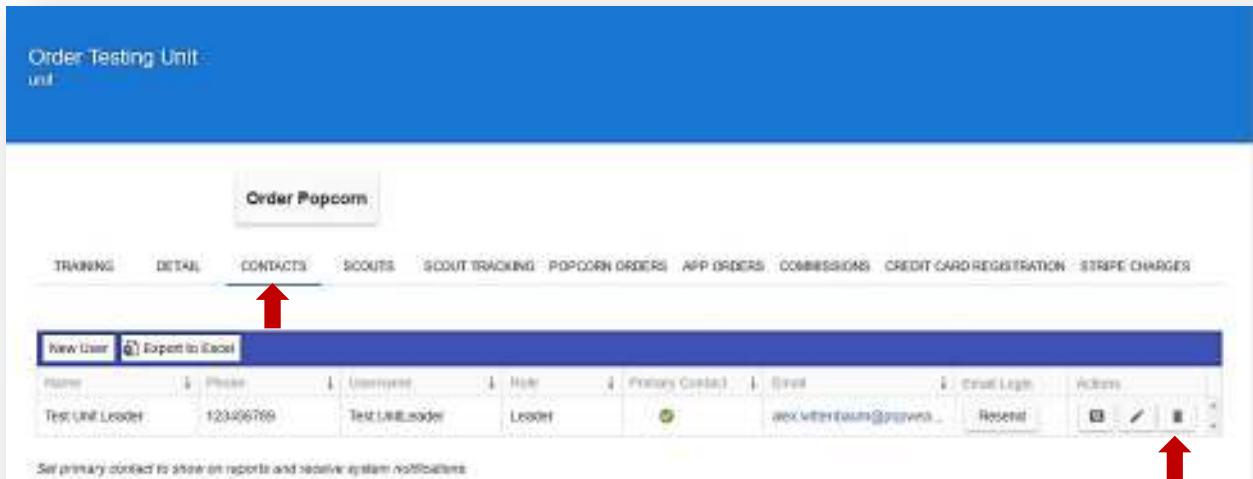 Order Testing Unit
unit
Order Popcorn
TRAINING DETAIL CONTACTS SCOUTS SCOUT TRACKING POPCORN ORDERS APP ORDERS COMMISSIONS CREDIT CARD REGISTRATION STRIPE CHARGES
New User Export to Excel
Name Phone Username Role Primary Contact Email Email Login Actions
Test Unit Leader 123456789 Test.UnitLeader Leader Resend
Set primary contact to show on reports and receive system notifications